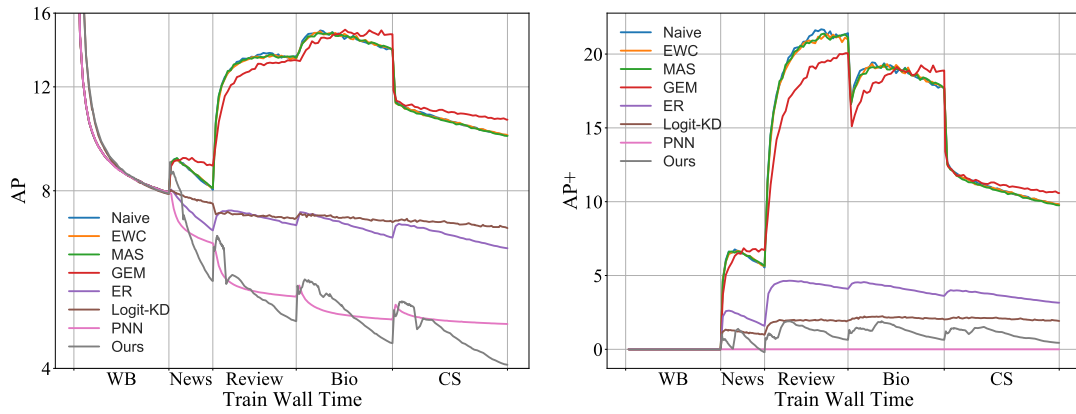 16
12
8
4
AP
Naive
EWC
MAS
GEM
ER
Logit-KD
PNN
Ours
WB News Review Bio CS
Train Wall Time
20
15
10
5
0
AP+
Naive
EWC
MAS
GEM
ER
Logit-KD
PNN
Ours
WB News Review Bio CS
Train Wall Time